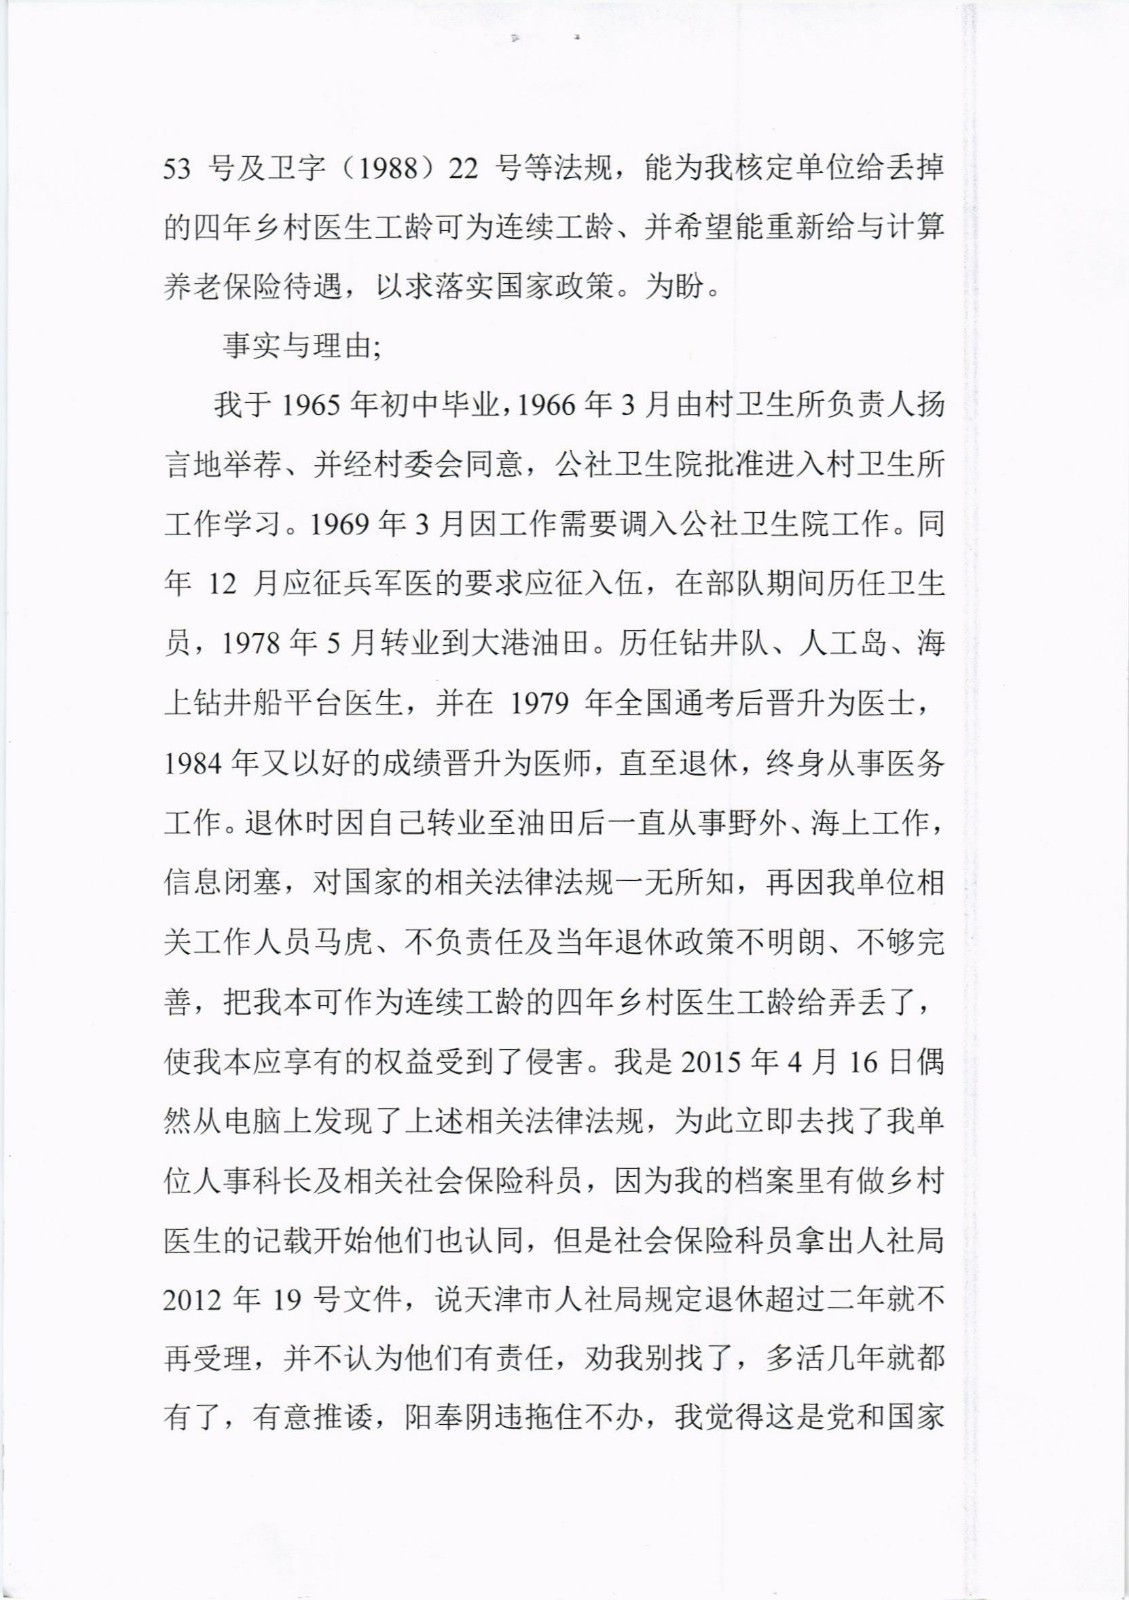 53 号及卫字（1988）22 号等法规，能为我核定单位给丢掉
的四年乡村医生工龄可为连续工龄、并希望能重新给与计算
养老保险待遇，以求落实国家政策。为盼。
事实与理由;
我于 1965 年初中毕业，1966 年 3 月由村卫生所负责人扬
言地举荐、并经村委会同意，公社卫生院批准进入村卫生所
工作学习。1969 年 3 月因工作需要调入公社卫生院工作。同
年 12 月应征兵军医的要求应征入伍，在部队期间历任卫生
员，1978 年 5 月转业到大港油田。历任钻井队、人工岛、海
上钻井船平台医生，并在 1979 年全国通考后晋升为医士，
1984 年又以好的成绩晋升为医师，直至退休，终身从事医务
工作。退休时因自己转业至油田后一直从事野外、海上工作，
信息闭塞，对国家的相关法律法规一无所知，再因我单位相
关工作人员马虎、不负责任及当年退休政策不明朗、不够完
善，把我本可作为连续工龄的四年乡村医生工龄给弄丢了，
使我本应享有的权益受到了侵害。我是 2015 年 4 月 16 日偶
然从电脑上发现了上述相关法律法规，为此立即去找了我单
位人事科长及相关社会保险科员，因为我的档案里有做乡村
医生的记载开始他们也认同，但是社会保险科员拿出人社局
2012 年 19 号文件，说天津市人社局规定退休超过二年就不
再受理，并不认为他们有责任，劝我别找了，多活几年就都
有了，有意推诿，阳奉阴违拖住不办，我觉得这是党和国家